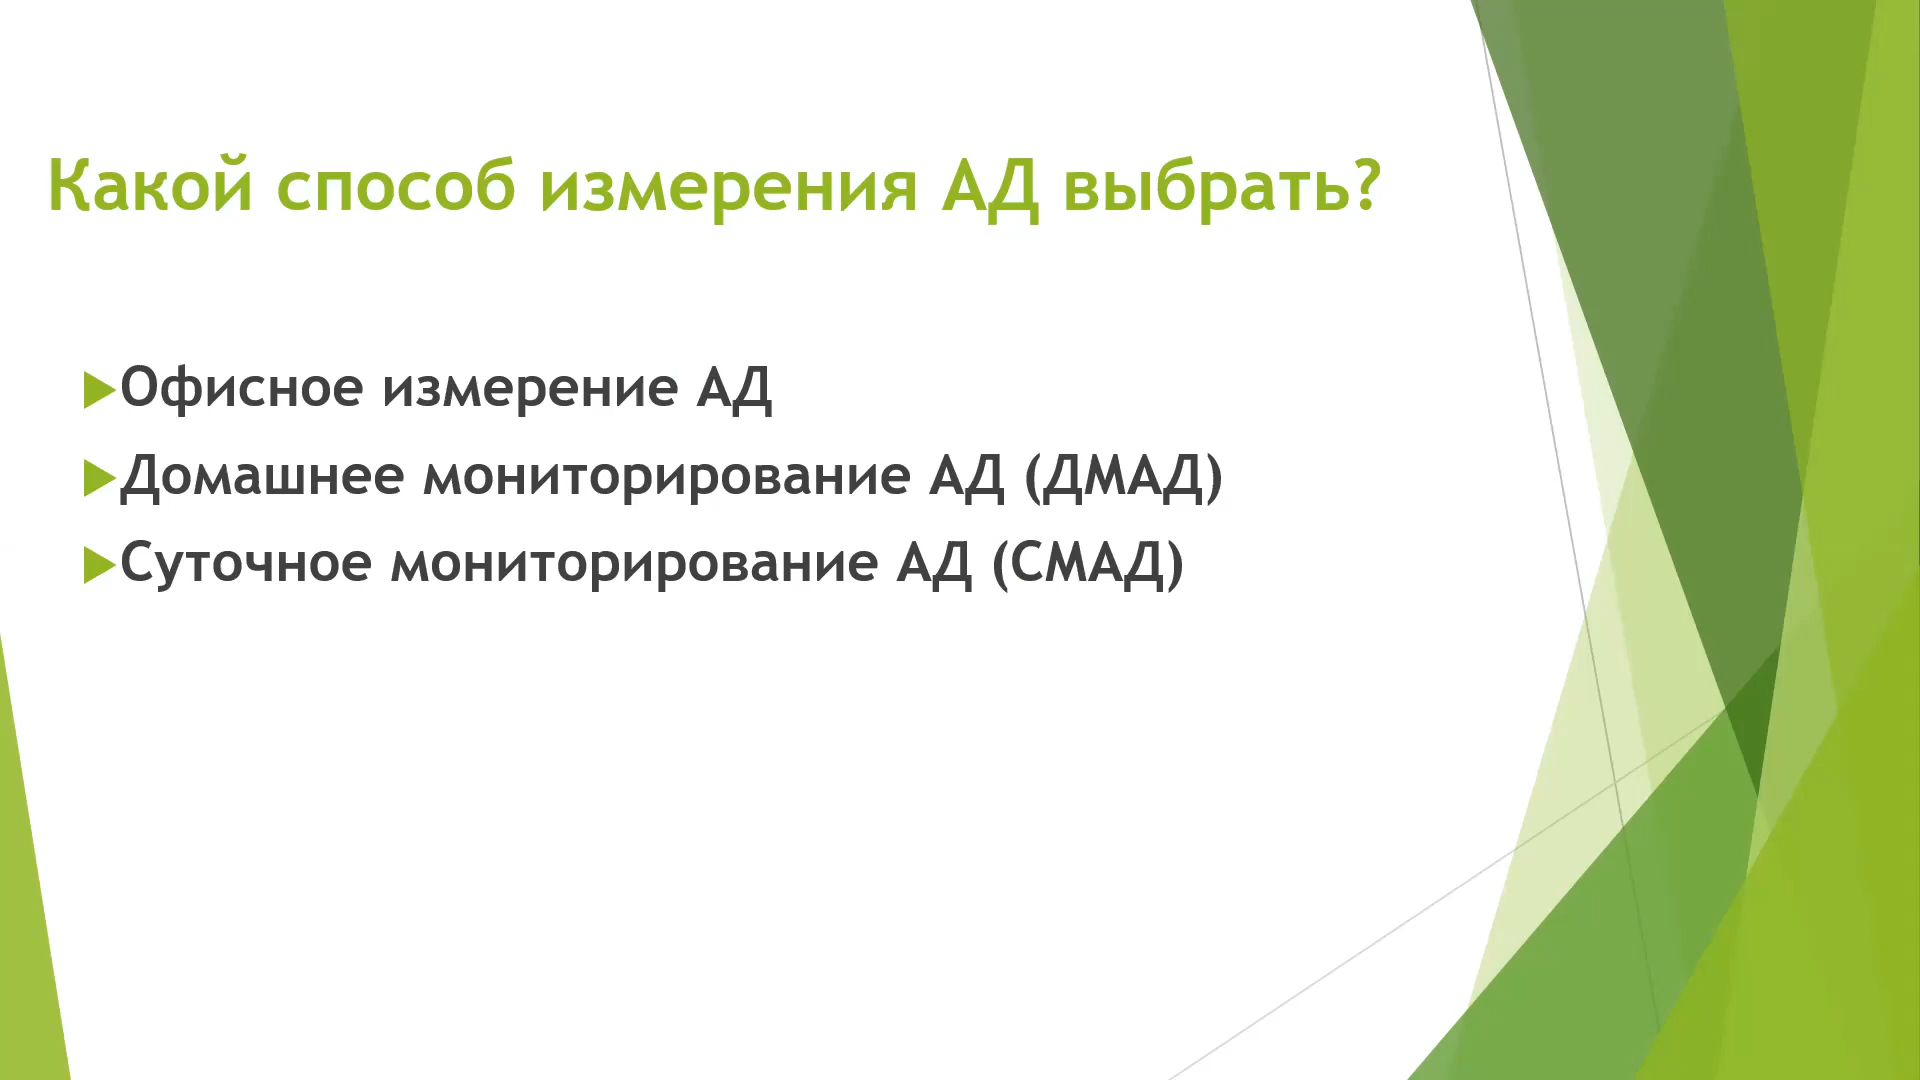 Какой способ измерения АД выбрать?
Офисное измерение АД
Домашнее мониторирование АД (ДМАД)
Суточное мониторирование АД (СМАД)